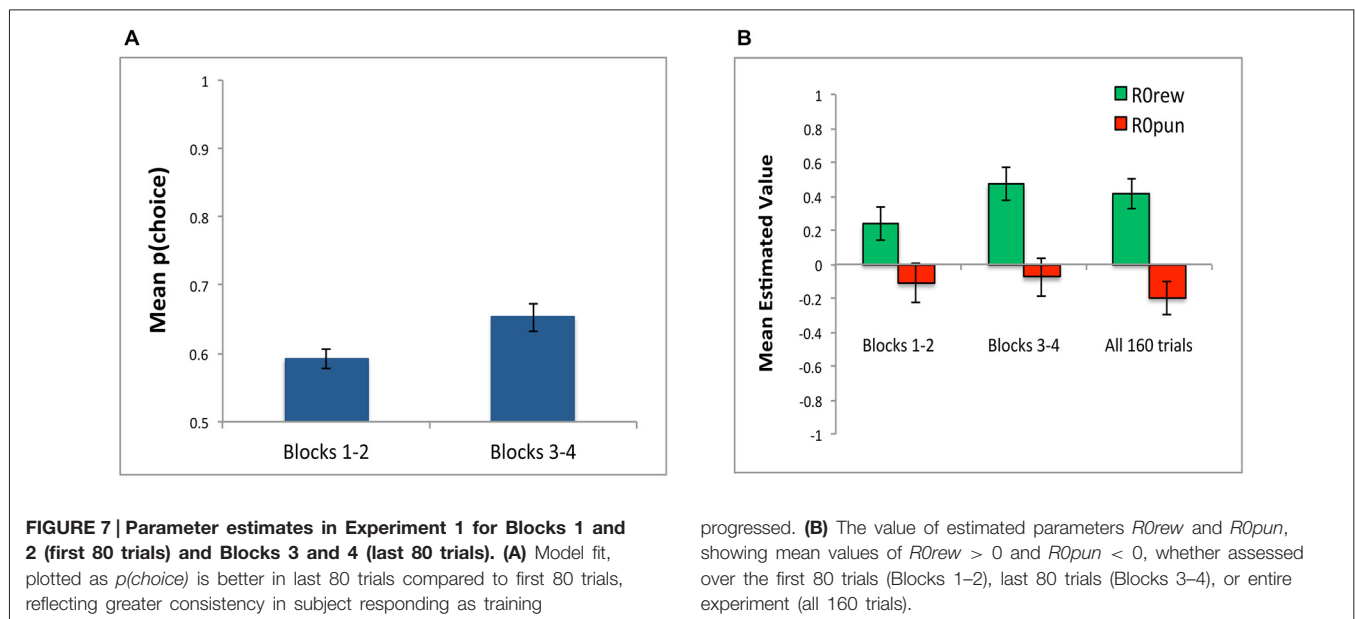 A
1
0.9
0.8
0.7
0.6
0.5
Mean p(choice)
Blocks 1-2
Blocks 3-4
B
1
0.8
0.6
0.4
0.2
0
-0.2
-0.4
-0.6
-0.8
-1
Mean Estimated Value
R0rew
R0pun
Blocks 1-2
Blocks 3-4
All 160 trials
FIGURE 7 | Parameter estimates in Experiment 1 for Blocks 1 and
2 (first 80 trials) and Blocks 3 and 4 (last 80 trials). (A) Model fit,
plotted as p(choice) is better in last 80 trials compared to first 80 trials,
reflecting greater consistency in subject responding as training
progressed. (B) The value of estimated parameters R0rew and R0pun,
showing mean values of R0rew > 0 and R0pun < 0, whether assessed
over the first 80 trials (Blocks 1–2), last 80 trials (Blocks 3–4), or entire
experiment (all 160 trials).